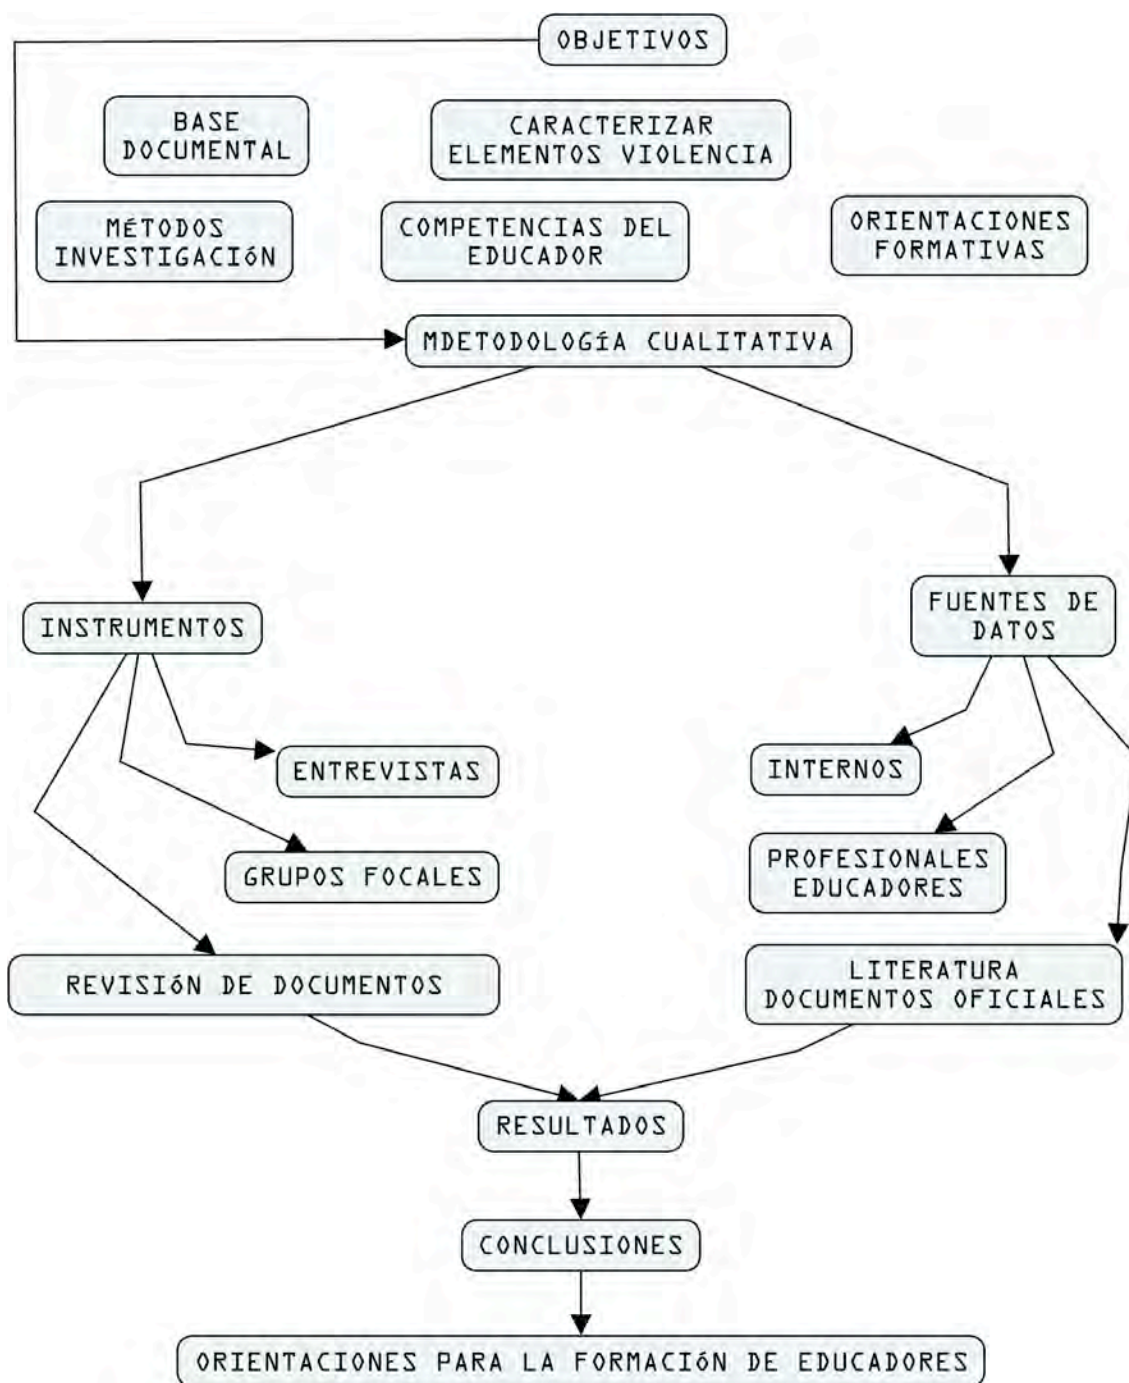 OBJETIVOS
BASE
DOCUMENTAL
CARACTERIZAR
ELEMENTOS VIOLENCIA
MÉTODOS
INVESTIGACIÓN
COMPETENCIAS DEL
EDUCADOR
ORIENTACIONES
FORMATIVAS
MDETODOLOGÍA CUALITATIVA
INSTRUMENTOS
FUENTES DE
DATOS
ENTREVISTAS
INTERNOS
GRUPOS FOCALES
PROFESIONALES
EDUCADORES
REVISIÓN DE DOCUMENTOS
LITERATURA
DOCUMENTOS OFICIALES
RESULTADOS
CONCLUSIONES
ORIENTACIONES PARA LA FORMACIÓN DE EDUCADORES